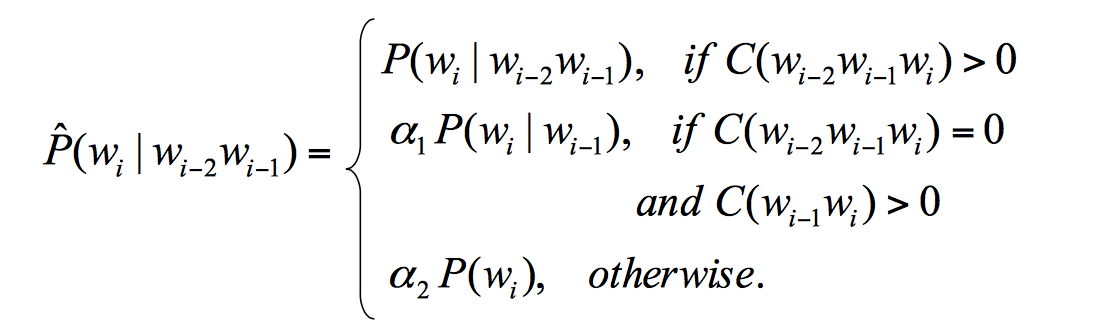 P(wᵢ | wᵢ₋₂wᵢ₋₁), if C(wᵢ₋₂wᵢ₋₁wᵢ) > 0
α₁ P(wᵢ | wᵢ₋₁), if C(wᵢ₋₂wᵢ₋₁wᵢ) = 0
P̂(wᵢ | wᵢ₋₂wᵢ₋₁) = {
and C(wᵢ₋₁wᵢ) > 0
α₂ P(wᵢ), otherwise.